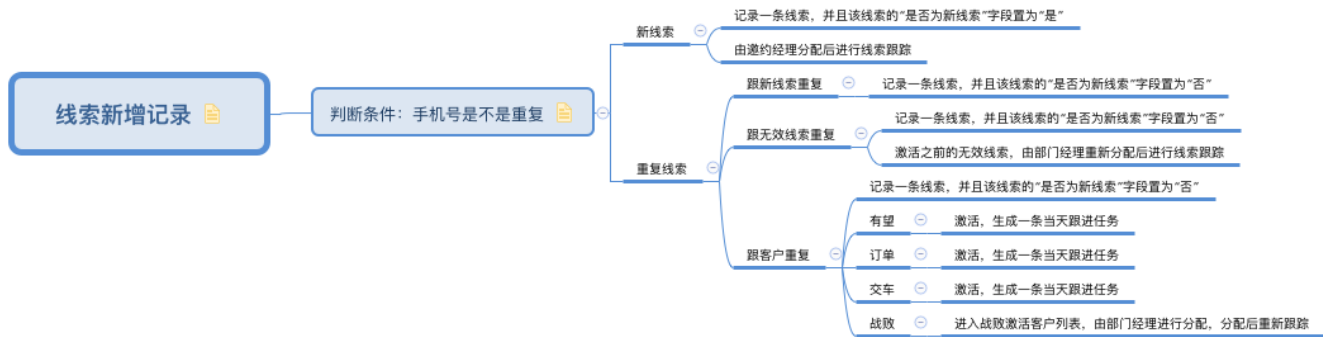 线索新增记录
判断条件：手机号是不是重复
新线索
记录一条线索，并且该线索的“是否为新线索”字段置为“是”
由邀约经理分配后进行线索跟踪
重复线索
跟新线索重复
记录一条线索，并且该线索的“是否为新线索”字段置为“否”
跟无效线索重复
记录一条线索，并且该线索的“是否为新线索”字段置为“否”
激活之前的无效线索，由部门经理重新分配后进行线索跟踪
跟客户重复
记录一条线索，并且该线索的“是否为新线索”字段置为“否”
有望
激活，生成一条当天跟进任务
订单
激活，生成一条当天跟进任务
交车
激活，生成一条当天跟进任务
战败
进入战败激活客户列表，由部门经理进行分配，分配后重新跟踪